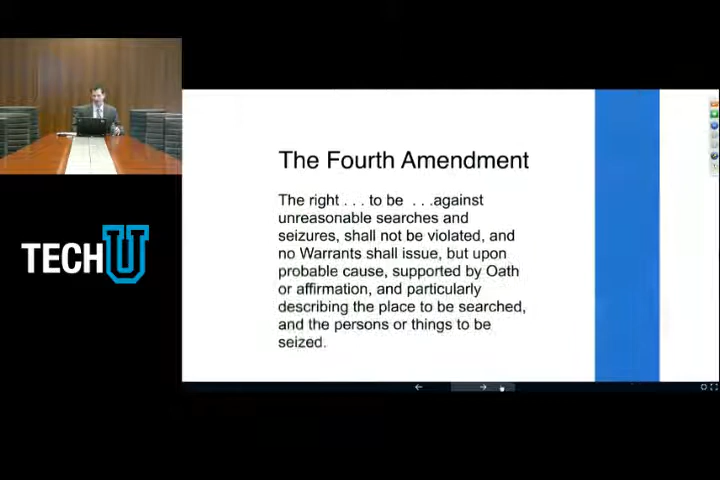 The Fourth Amendment
The right . . . to be . . .against
unreasonable searches and
seizures, shall not be violated, and
no Warrants shall issue, but upon
probable cause, supported by Oath
or affirmation, and particularly
describing the place to be searched,
and the persons or things to be
seized.
TECHU